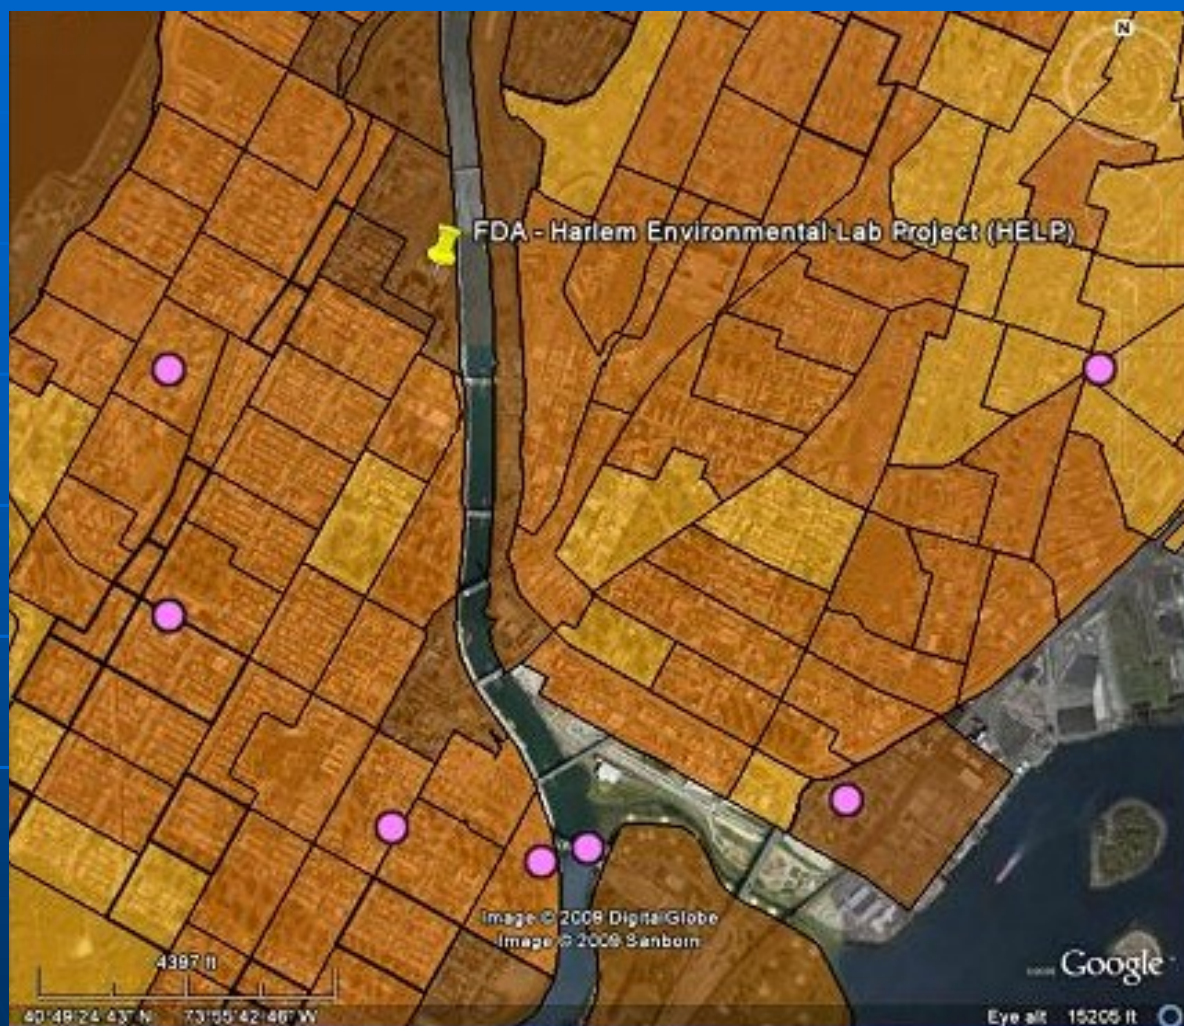 N
FDA - Harlem Environmental Lab Project (HELP)
Image © 2009 DigitalGlobe
Image © 2009 Sanborn
4397 ft
Google
40°49'24.43" N 73°55'42.46" W
Eye alt 15205 ft